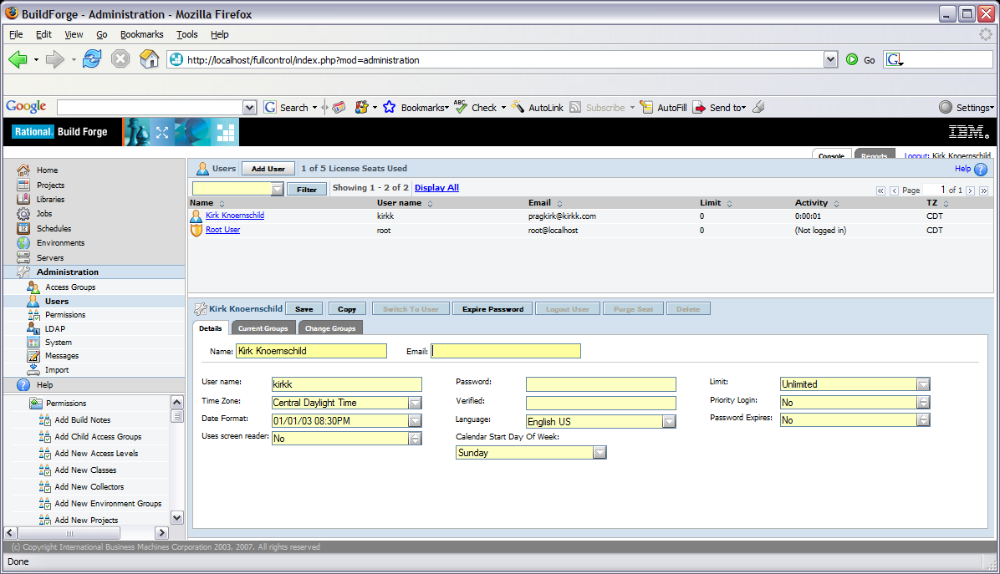 BuildForge - Administration - Mozilla Firefox
File Edit View Go Bookmarks Tools Help
http://localhost/fullcontrol/index.php?mod=administration Go G
Google G Search Bookmarks ABC Check AutoLink Subscribe AutoFill Send to Settings
Rational. Build Forge IBM.
Console Reports Logout: Kirk Knoernschild
Home
Projects
Libraries
Jobs
Schedules
Environments
Servers
Administration
Access Groups
Users
Permissions
LDAP
System
Messages
Import
Help
Permissions
Add Build Notes
Add Child Access Groups
Add New Access Levels
Add New Classes
Add New Collectors
Add New Environment Groups
Add New Projects
Users Add User 1 of 5 License Seats Used Help
Filter Showing 1 - 2 of 2 Display All Page 1 of 1
Name User name Email Limit Activity TZ
Kirk Knoernschild kirkk pragkirk@kirkk.com 0 0:00:01 CDT
Root User root root@localhost 0 (Not logged in) CDT
Kirk Knoernschild Save Copy Switch To User Expire Password Logout User Purge Seat Delete
Details Current Groups Change Groups
Name: Kirk Knoernschild Email:
User name: kirkk Password: Limit: Unlimited
Time Zone: Central Daylight Time Verified: Priority Login: No
Date Format: 01/01/03 08:30PM Language: English US Password Expires: No
Uses screen reader: No Calendar Start Day Of Week:
Sunday
(c) Copyright International Business Machines Corporation 2003, 2007. All rights reserved
Done